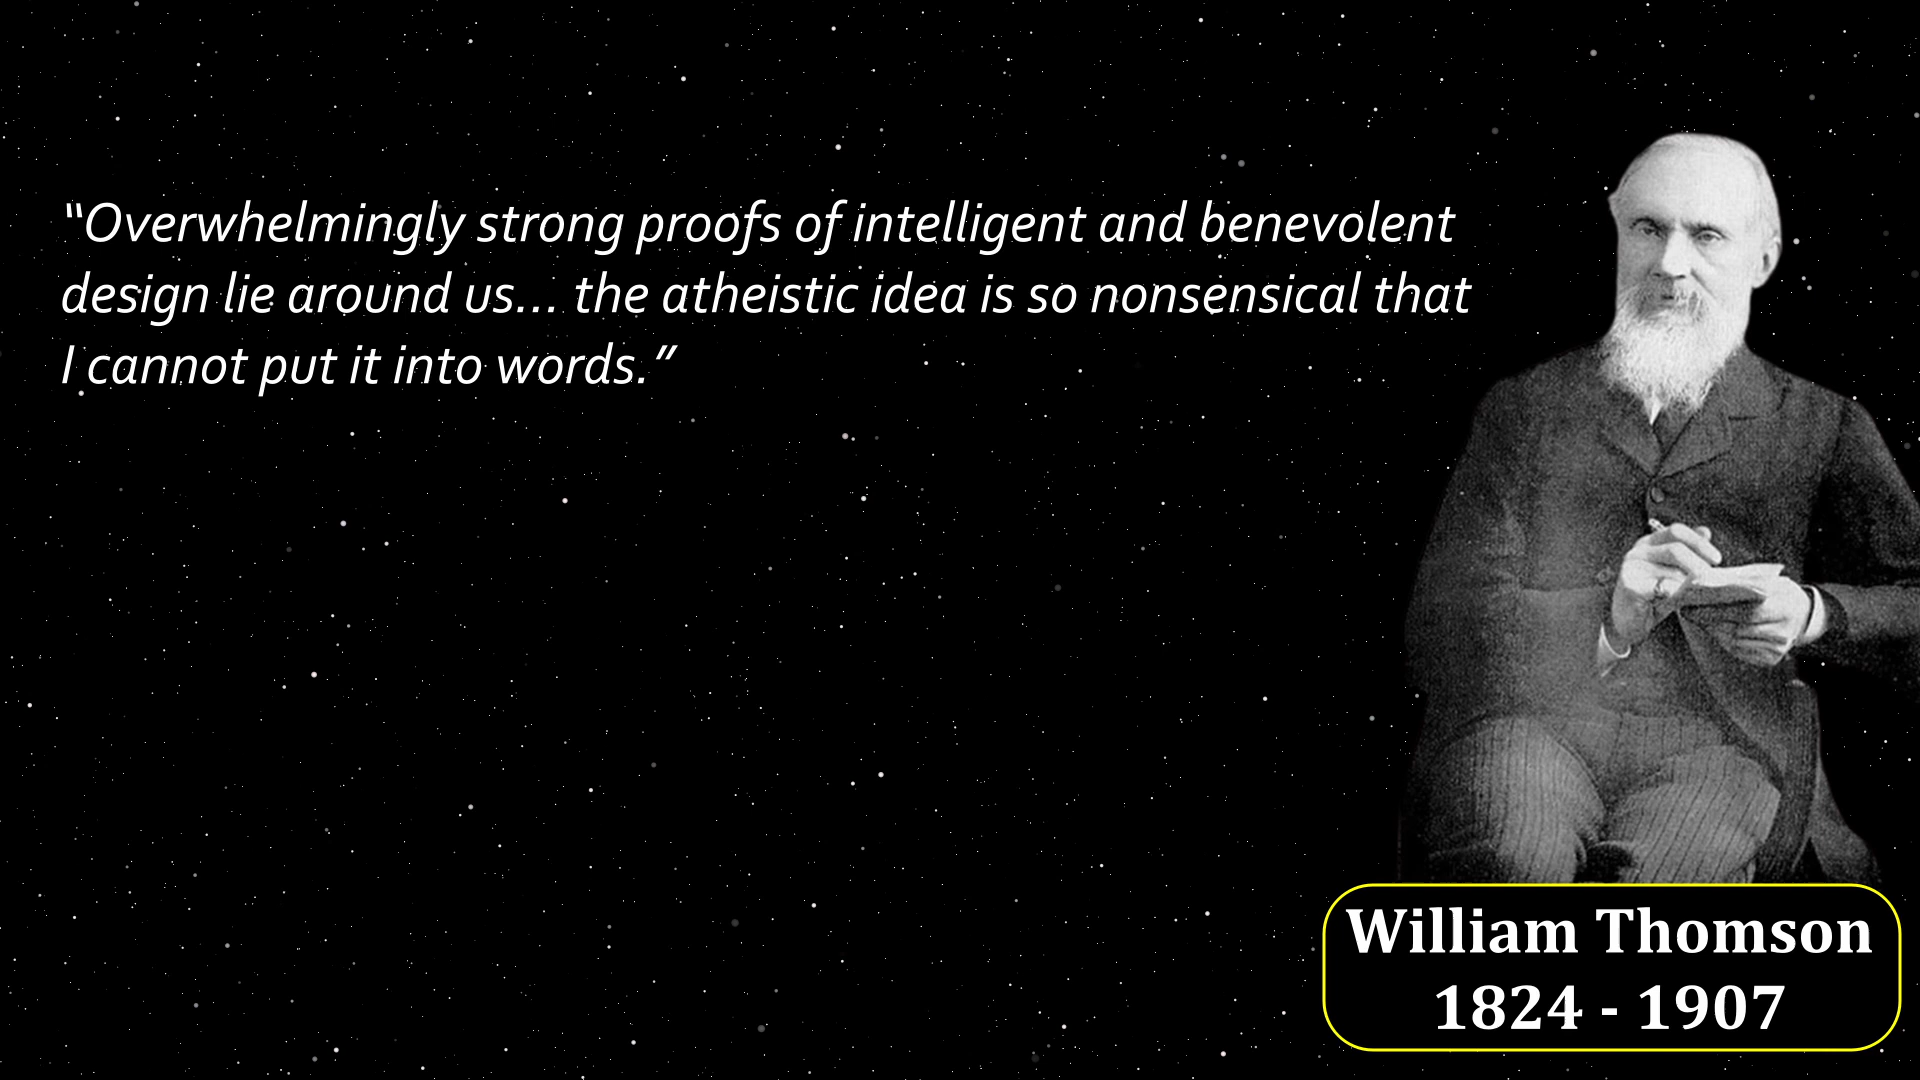 “Overwhelmingly strong proofs of intelligent and benevolent
design lie around us... the atheistic idea is so nonsensical that
I cannot put it into words.”
William Thomson
1824 - 1907